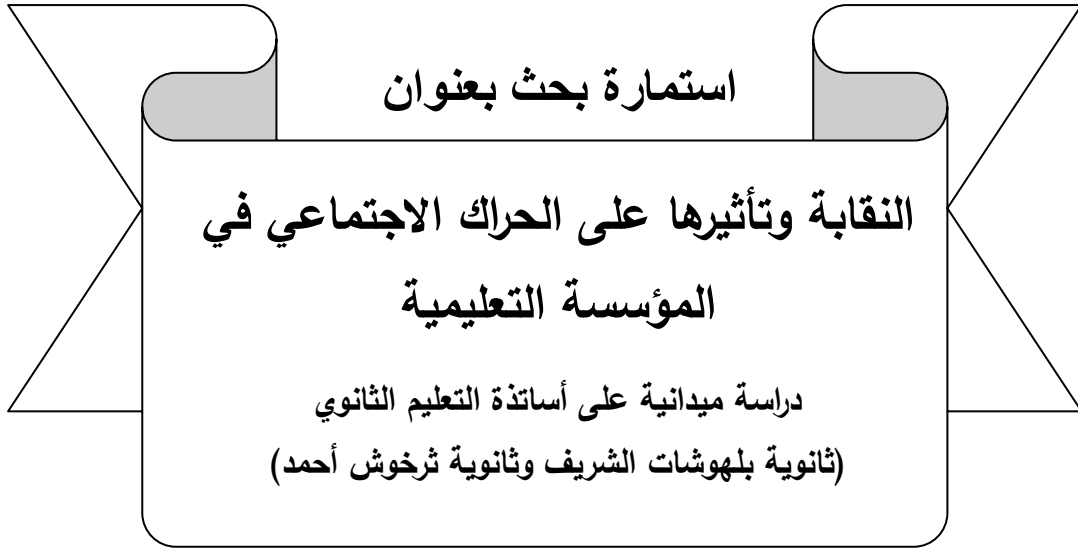 استمارة بحث بعنوان
النقابة وتأثيرها على الحراك الاجتماعي في
المؤسسة التعليمية
دراسة ميدانية على أساتذة التعليم الثانوي
(ثانوية بلهوشات الشريف وثانوية ثرخوش أحمد)